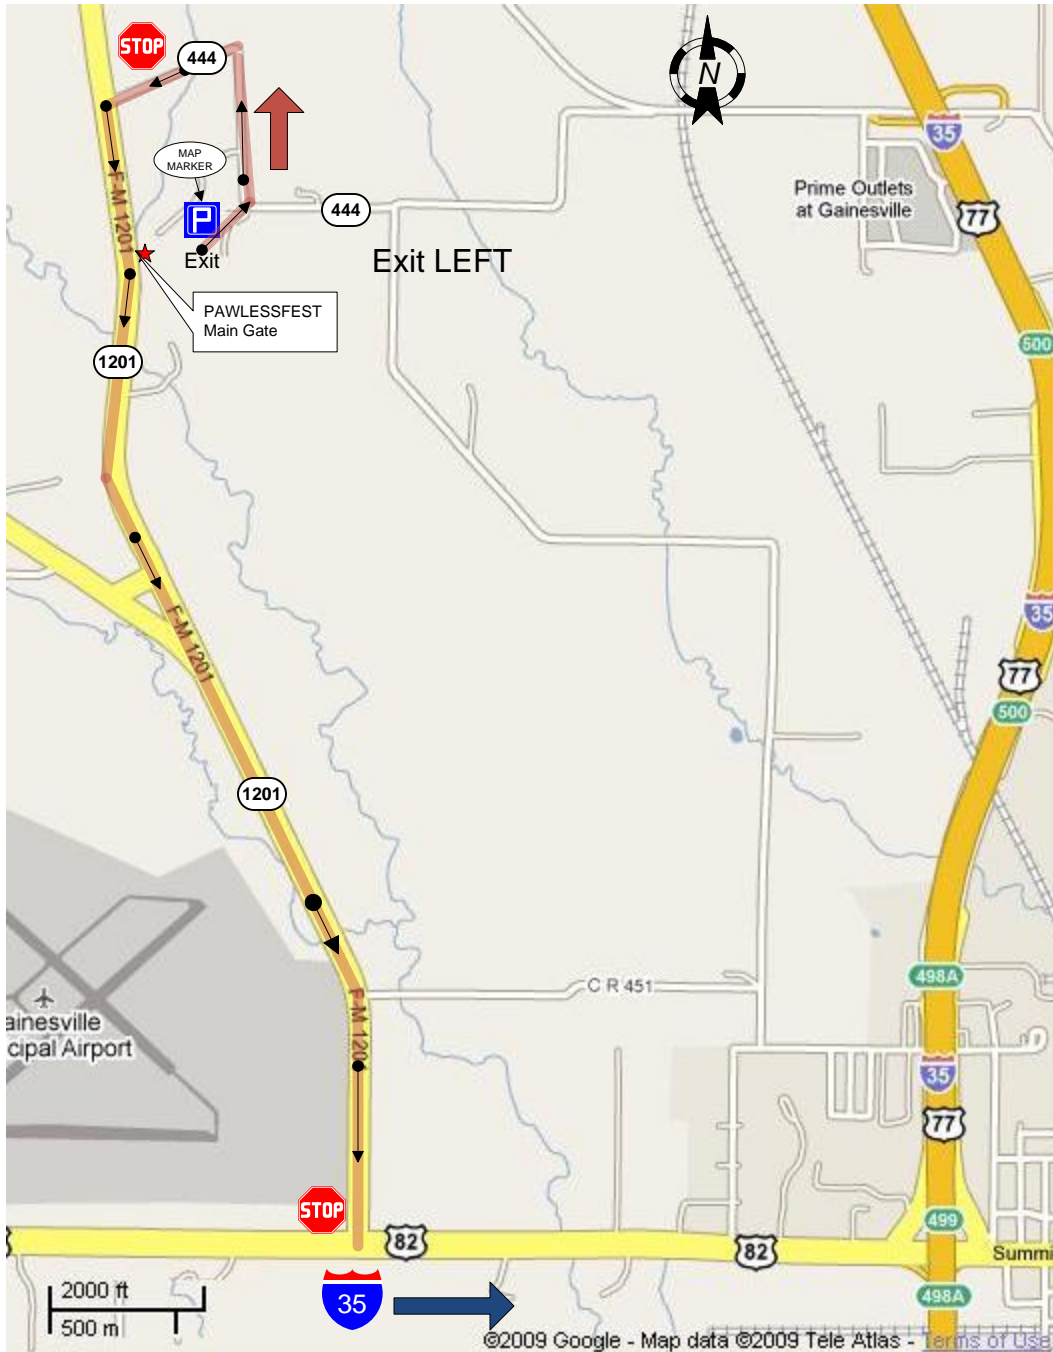 STOP
444
N
35
MAP
MARKER
Prime Outlets
at Gainesville
77
F-M 1201
P
444
Exit
Exit LEFT
PAWLESSFEST
Main Gate
500
1201
35
F-M 1201
77
500
1201
498A
C R 451
ainesville
cipal Airport
F-M 1201
35
77
STOP
82
82
499
Summi
2000 ft
500 m
35
498A
©2009 Google - Map data ©2009 Tele Atlas - Terms of Use